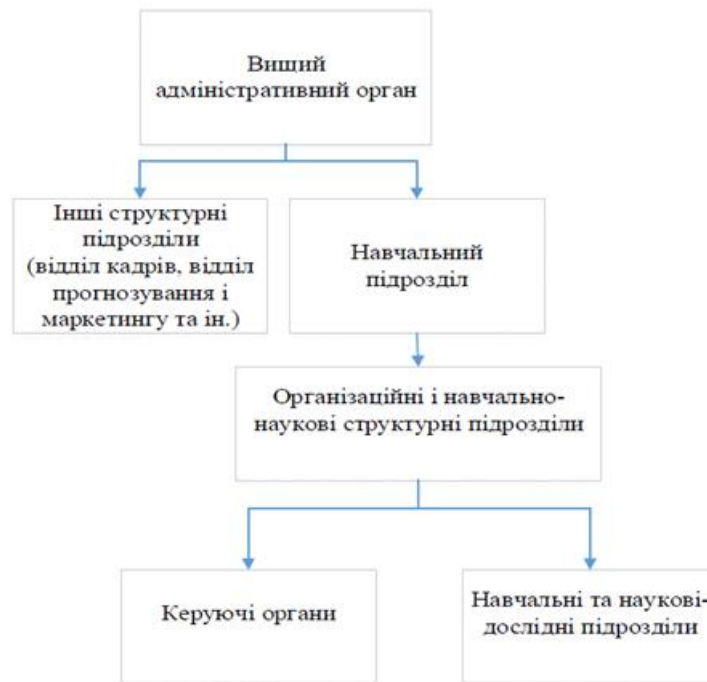 Вищий
адміністративний орган
Інші структурні
підрозділи
(відділ кадрів, відділ
прогнозування і
маркетингу та ін.)
Навчальний
підрозділ
Організаційні і навчально-
наукові структурні підрозділи
Керуючі органи
Навчальні та наукові-
дослідні підрозділи